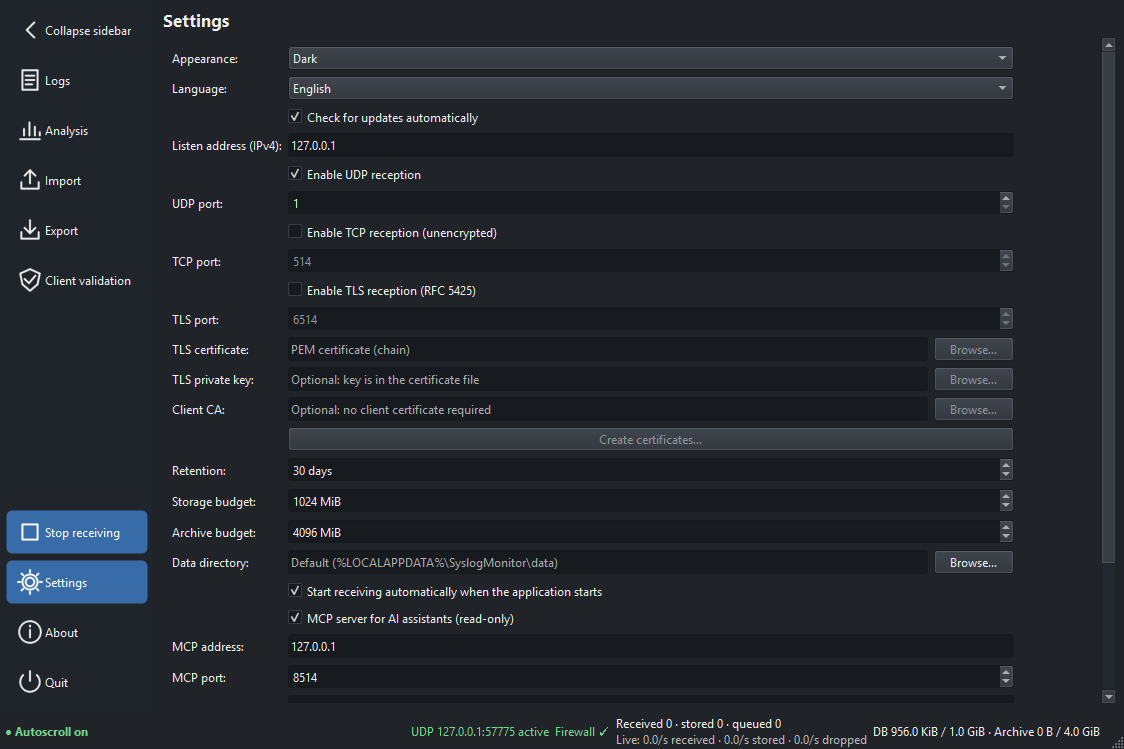 Collapse sidebar
Logs
Analysis
Import
Export
Client validation
Stop receiving
Settings
About
Quit
Settings
Appearance: Dark
Language: English
Check for updates automatically
Listen address (IPv4): 127.0.0.1
Enable UDP reception
UDP port: 1
Enable TCP reception (unencrypted)
TCP port: 514
Enable TLS reception (RFC 5425)
TLS port: 6514
TLS certificate: PEM certificate (chain) Browse...
TLS private key: Optional: key is in the certificate file Browse...
Client CA: Optional: no client certificate required Browse...
Create certificates...
Retention: 30 days
Storage budget: 1024 MiB
Archive budget: 4096 MiB
Data directory: Default (%LOCALAPPDATA%\SyslogMonitor\data) Browse...
Start receiving automatically when the application starts
MCP server for AI assistants (read-only)
MCP address: 127.0.0.1
MCP port: 8514
• Autoscroll on
UDP 127.0.0.1:57775 active Firewall ✓
Received 0 · stored 0 · queued 0
Live: 0.0/s received · 0.0/s stored · 0.0/s dropped
DB 956.0 KiB / 1.0 GiB · Archive 0 B / 4.0 GiB